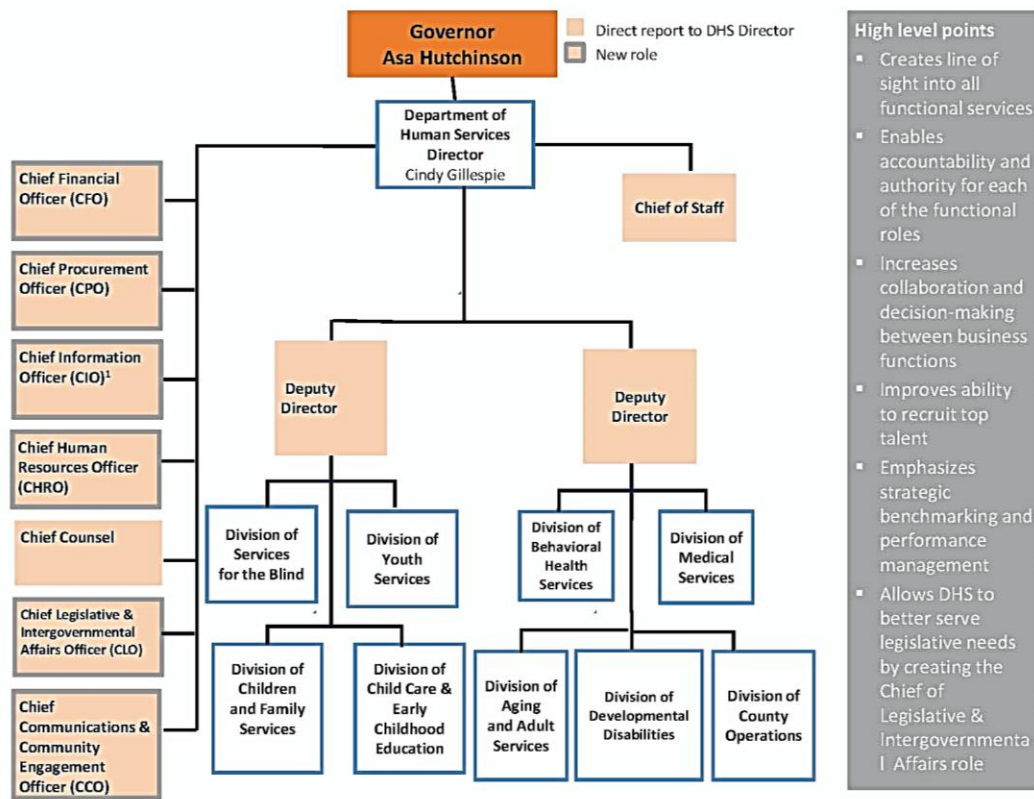 Governor
Asa Hutchinson
Direct report to DHS Director
New role
Department of
Human Services
Director
Cindy Gillespie
Chief of Staff
Chief Financial
Officer (CFO)
Chief Procurement
Officer (CPO)
Chief Information
Officer (CIO)¹
Chief Human
Resources Officer
(CHRO)
Chief Counsel
Chief Legislative &
Intergovernmental
Affairs Officer (CLO)
Chief
Communications &
Community
Engagement
Officer (CCO)
Deputy
Director
Deputy
Director
Division of
Services
for the Blind
Division of
Youth
Services
Division of
Behavioral
Health
Services
Division of
Medical
Services
Division of
Children
and Family
Services
Division of
Child Care &
Early
Childhood
Education
Division of
Aging
and Adult
Services
Division of
Developmental
Disabilities
Division of
County
Operations
High level points
▪ Creates line of
sight into all
functional services
▪ Enables
accountability and
authority for each
of the functional
roles
▪ Increases
collaboration and
decision-making
between business
functions
▪ Improves ability
to recruit top
talent
▪ Emphasizes
strategic
benchmarking and
performance
management
▪ Allows DHS to
better serve
legislative needs
by creating the
Chief of
Legislative &
Intergovernmenta
l Affairs role